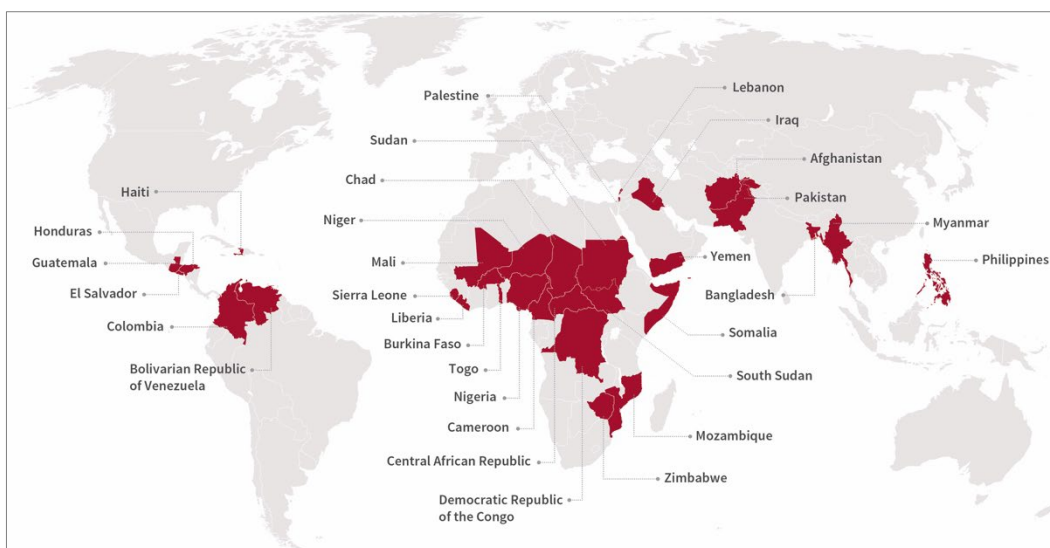 Palestine
Lebanon
Sudan
Iraq
Chad
Afghanistan
Haiti
Pakistan
Niger
Myanmar
Honduras
Guatemala
Mali
Yemen
Philippines
El Salvador
Sierra Leone
Bangladesh
Colombia
Liberia
Somalia
Burkina Faso
Bolivarian Republic
of Venezuela
Togo
South Sudan
Nigeria
Cameroon
Mozambique
Central African Republic
Zimbabwe
Democratic Republic
of the Congo